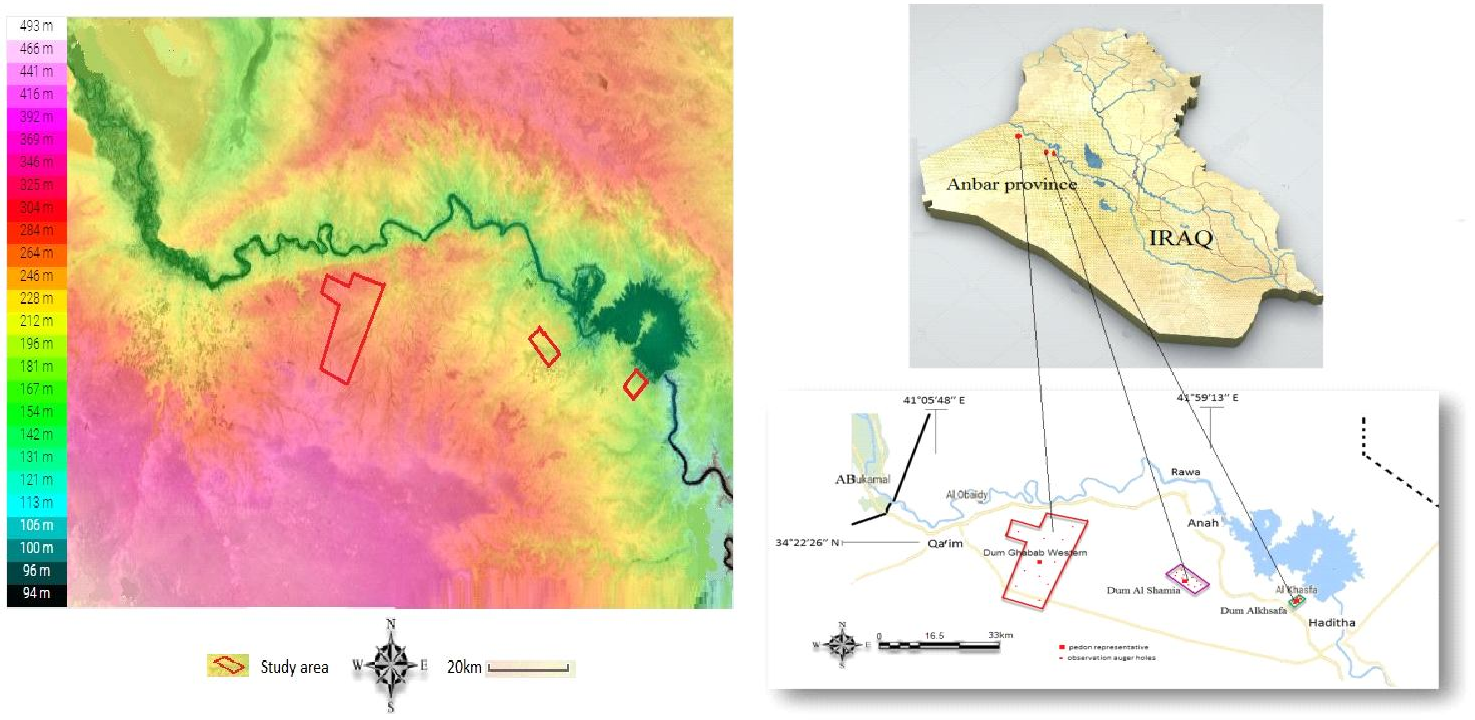 493 m
466 m
441 m
416 m
392 m
369 m
346 m
325 m
304 m
284 m
264 m
246 m
228 m
212 m
196 m
181 m
167 m
154 m
142 m
131 m
121 m
113 m
106 m
100 m
96 m
94 m
N
W E
S
Study area
20km
Anbar province
IRAQ
41°05'48'' E
41°59'13'' E
34°22'26'' N
ABukamal
Al Obaidy
Rawa
Anah
Qa'im
Dum Ghabab Western
Dum Al Shamia
Al Khasfa
Dum Alkhsafa
Haditha
N
W E
S
0 16.5 33km
pedon representative
observation auger holes